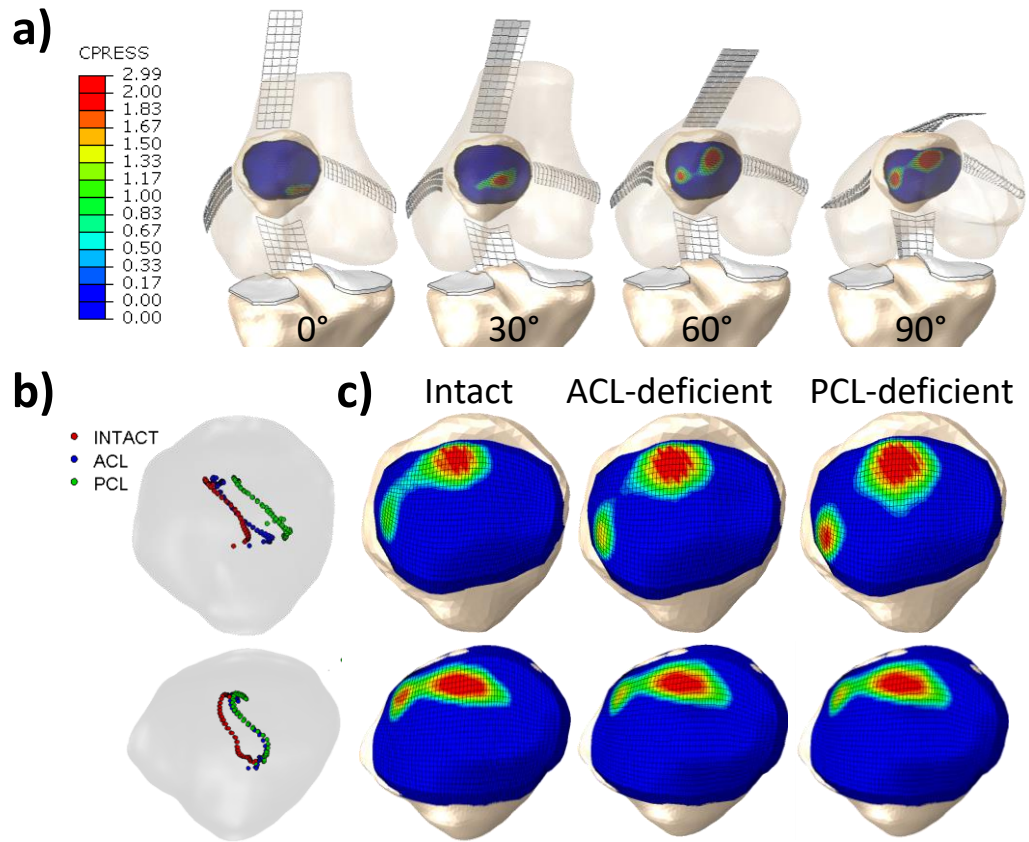 a)
CPRESS
2.99
2.00
1.83
1.67
1.50
1.33
1.17
1.00
0.83
0.67
0.50
0.33
0.17
0.00
0.00
0° 30° 60° 90°
b)
INTACT
ACL
PCL
c)
Intact ACL-deficient PCL-deficient